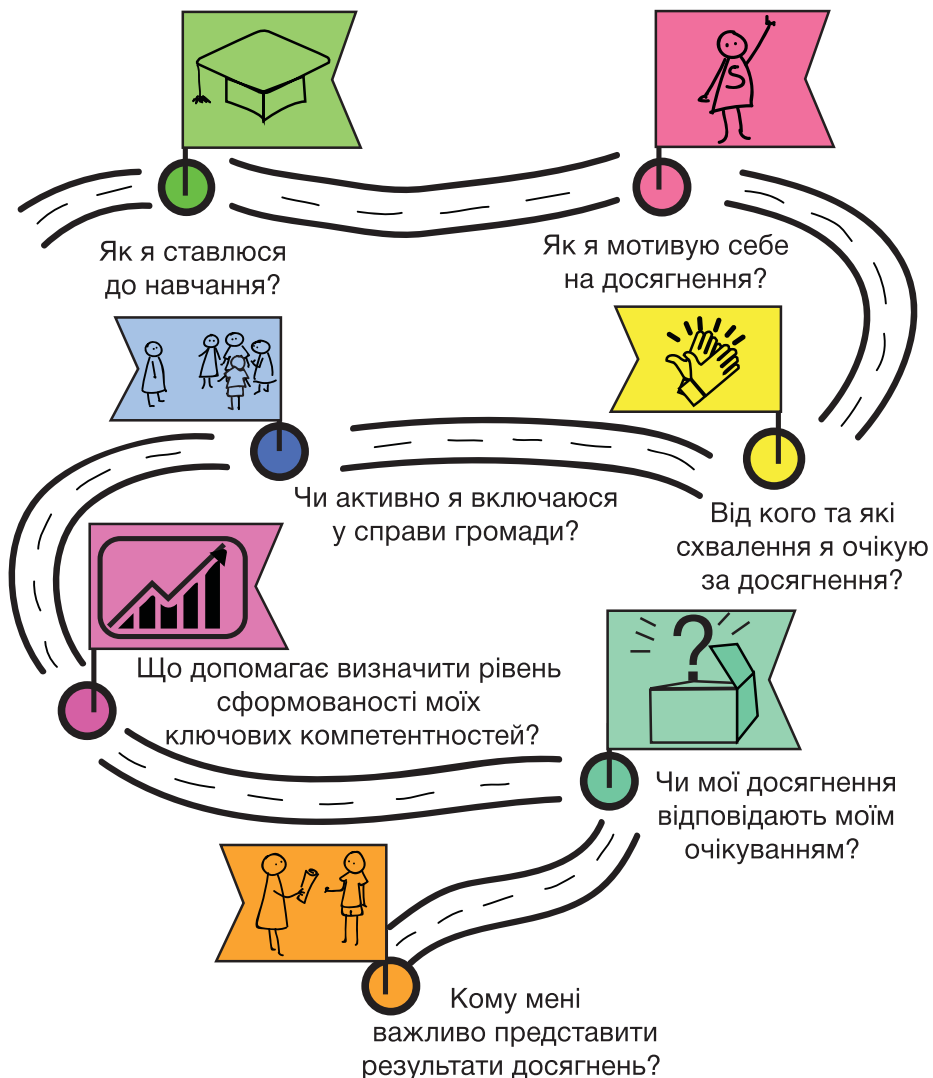 Як я ставлюся
до навчання?
Як я мотивую себе
на досягнення?
Від кого та які
схвалення я очікую
за досягнення?
Чи активно я включаюся
у справи громади?
Що допомагає визначити рівень
сформованості моїх
ключових компетентностей?
Чи мої досягнення
відповідають моїм
очікуванням?
Кому мені
важливо представити
результати досягнень?
S
?